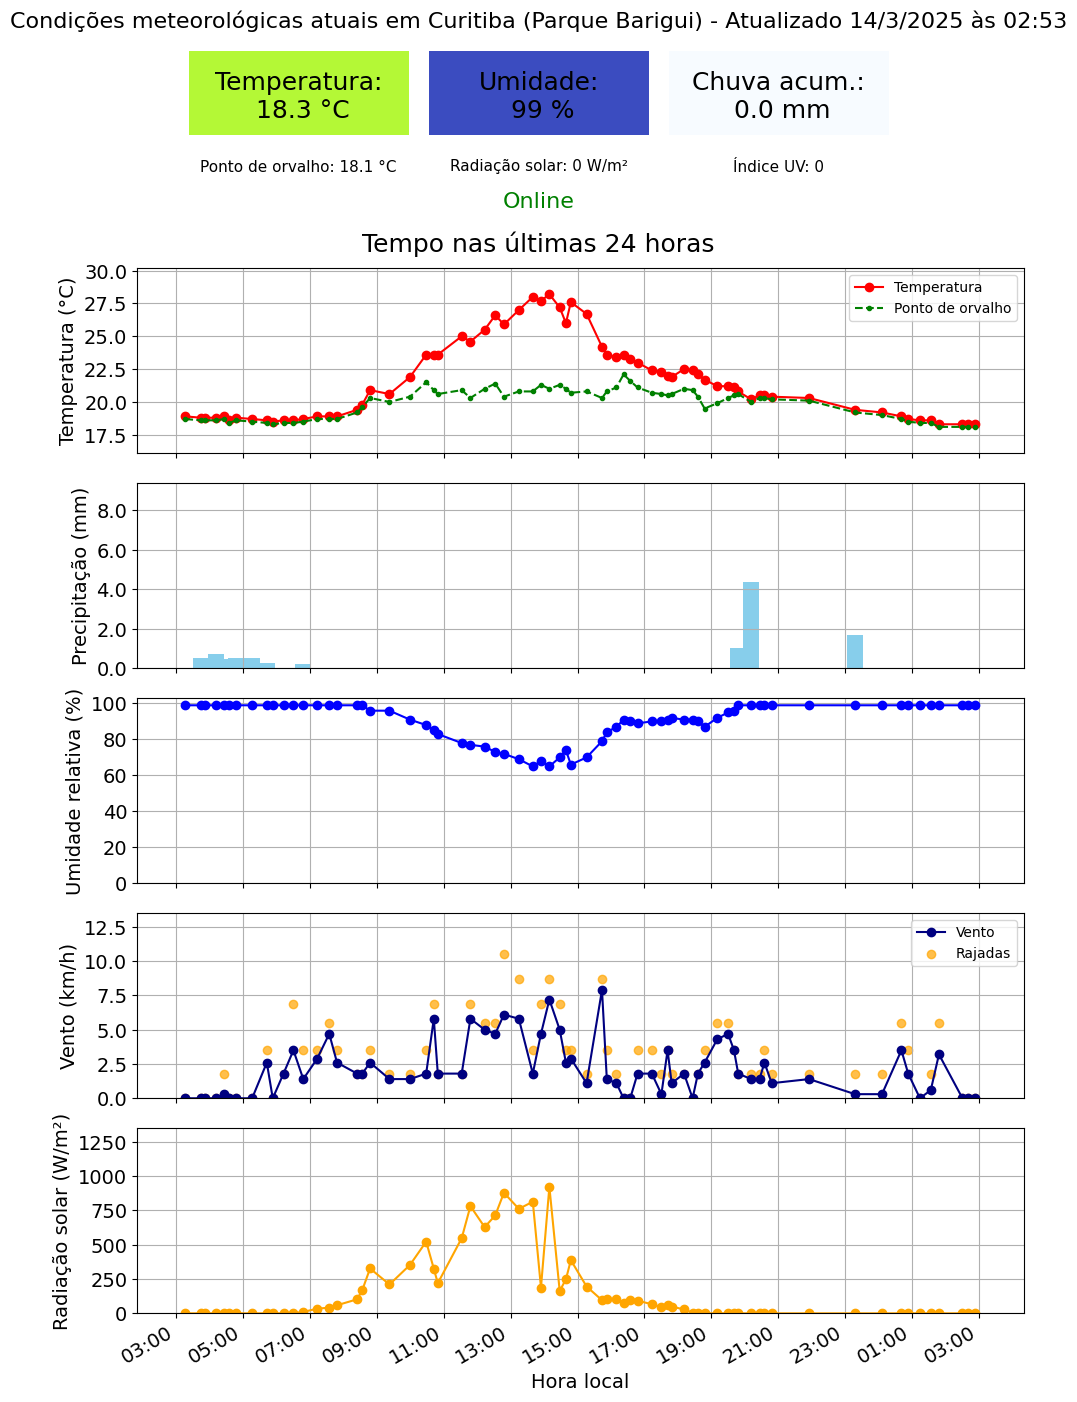 Condições meteorológicas atuais em Curitiba (Parque Barigui) - Atualizado 14/3/2025 às 02:53
Temperatura:
18.3 °C
Umidade:
99 %
Chuva acum.:
0.0 mm
Ponto de orvalho: 18.1 °C
Radiação solar: 0 W/m²
Índice UV: 0
Online
Tempo nas últimas 24 horas
Temperatura (°C)
30.0
27.5
25.0
22.5
20.0
17.5
Temperatura
Ponto de orvalho
Precipitação (mm)
8.0
6.0
4.0
2.0
0.0
Umidade relativa (%)
100
80
60
40
20
0
Vento (km/h)
12.5
10.0
7.5
5.0
2.5
0.0
Vento
Rajadas
Radiação solar (W/m²)
1250
1000
750
500
250
0
03:00
05:00
07:00
09:00
11:00
13:00
15:00
17:00
19:00
21:00
23:00
01:00
03:00
Hora local